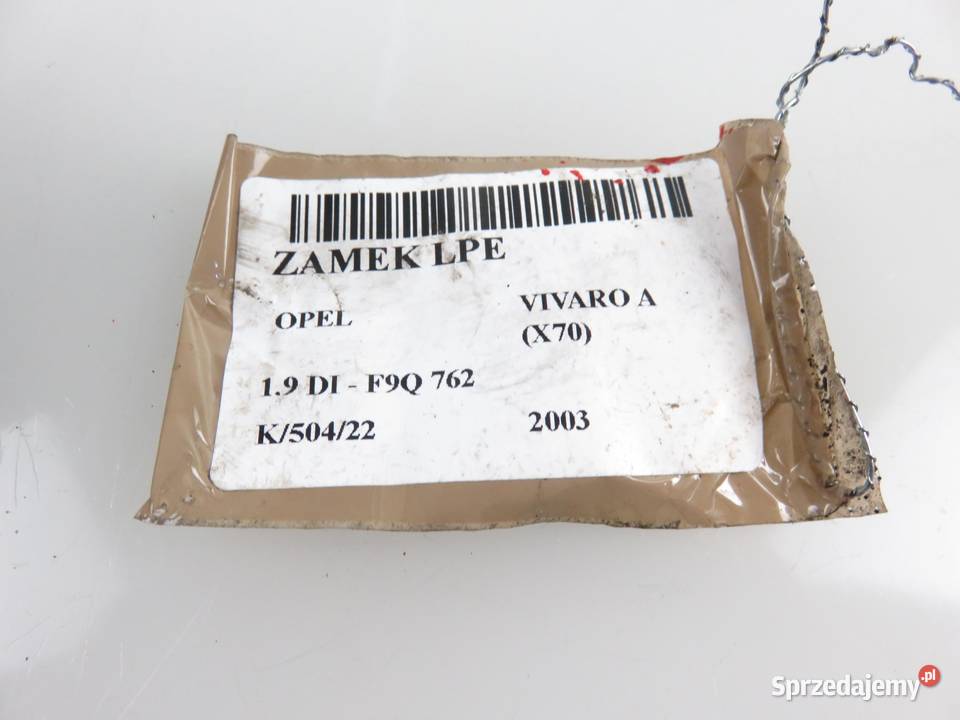 ZAMEK LPE
OPEL
VIVARO A
(X70)
1.9 DI - F9Q 762
K/504/22
2003
Sprzedajemy.pl